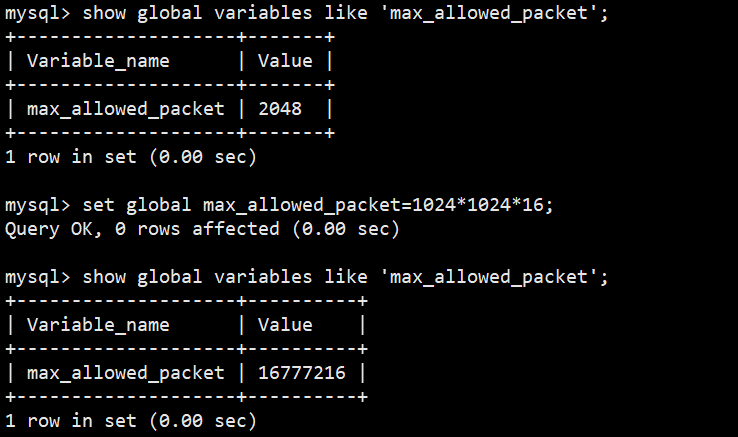 mysql> show global variables like 'max_allowed_packet';
+--------------------+-------+
| Variable_name      | Value |
+--------------------+-------+
| max_allowed_packet | 2048  |
+--------------------+-------+
1 row in set (0.00 sec)
mysql> set global max_allowed_packet=1024*1024*16;
Query OK, 0 rows affected (0.00 sec)
mysql> show global variables like 'max_allowed_packet';
+--------------------+----------+
| Variable_name      | Value    |
+--------------------+----------+
| max_allowed_packet | 16777216 |
+--------------------+----------+
1 row in set (0.00 sec)